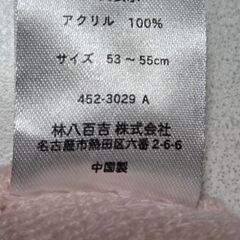 アクリル 100%
サイズ 53～55cm
452-3029 A
林八百吉 株式会社
名古屋市熱田区六番2-6-6
中国製